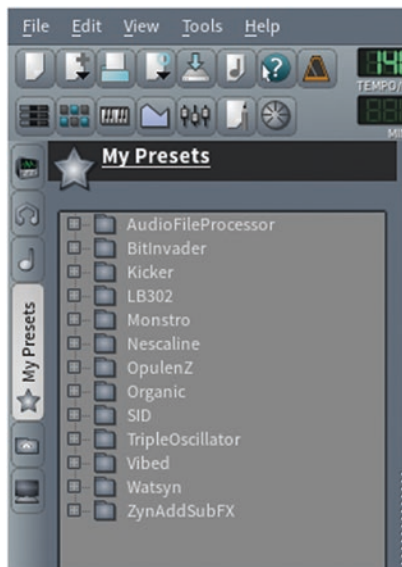 File Edit View Tools Help
TEMPO/
My Presets
AudioFileProcessor
BitInvader
Kicker
LB302
Monstro
Nescaline
OpulenZ
Organic
SID
TripleOscillator
Vibed
Watsyn
ZynAddSubFX
My Presets